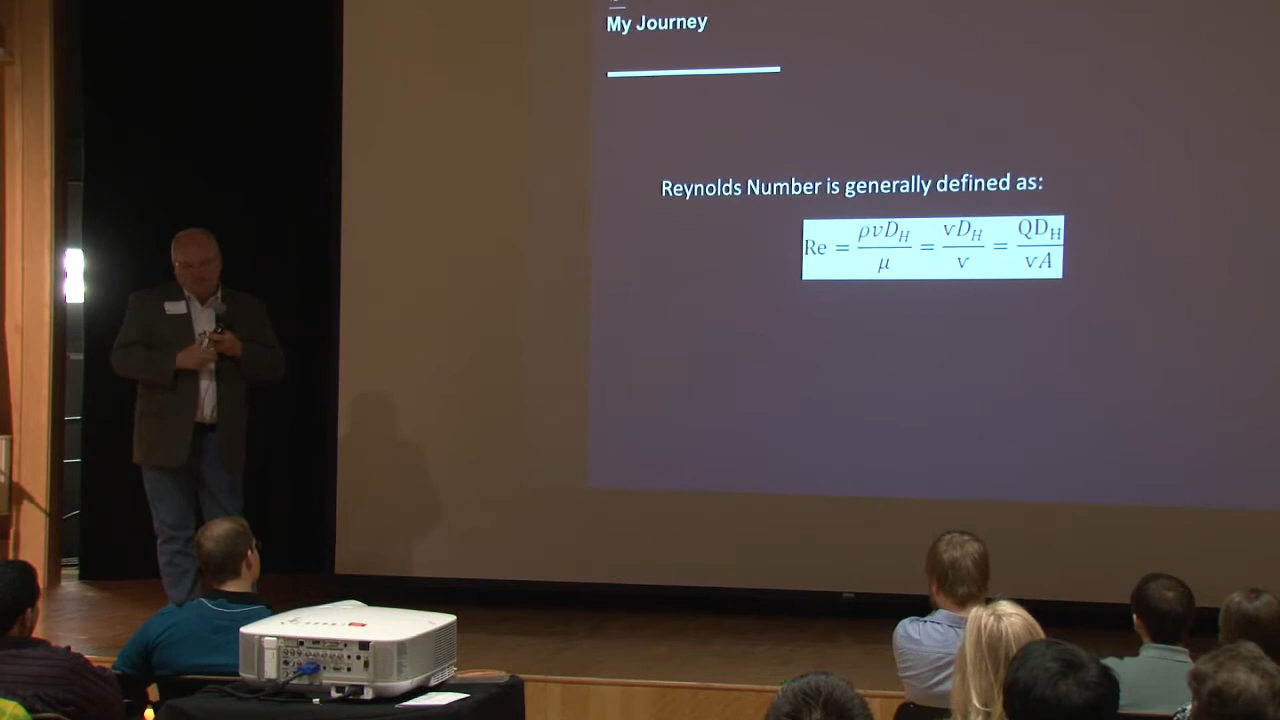 My Journey
Reynolds Number is generally defined as:
Re = ρvD_H/μ = vD_H/ν = QD_H/νA